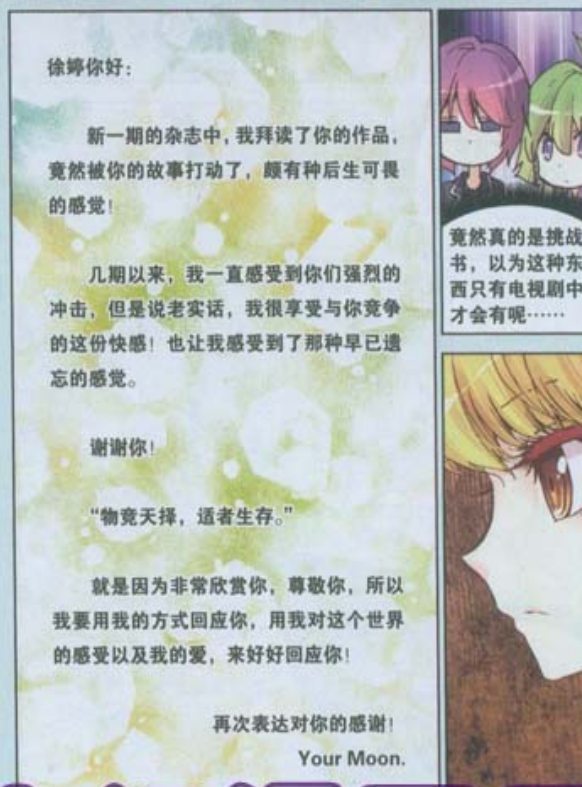 徐婷你好：
新一期的杂志中，我拜读了你的作品，
竟然被你的故事打动了，颇有种后生可畏
的感觉！
几期以来，我一直感受到你们强烈的
冲击，但是说老实话，我很享受与你竞争
的这份快感！也让我感受到了那种早已遗
忘的感觉。
谢谢你！
“物竞天择，适者生存。”
就是因为非常欣赏你，尊敬你，所以
我要用我的方式回应你，用我对这个世界
的感受以及我的爱，来好好回应你！
再次表达对你的感谢！
Your Moon.
竟然真的是挑战
书，以为这种东
西只有电视剧中
才会有呢……